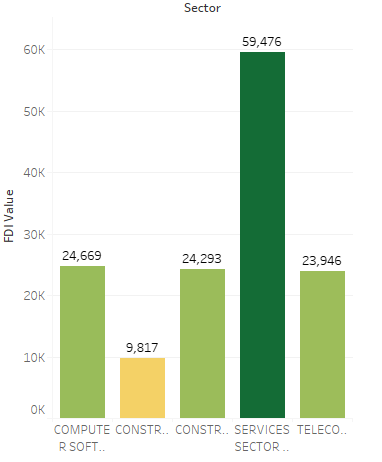 Sector
FDI Value
60K
50K
40K
30K
20K
10K
0K
24,669
9,817
24,293
59,476
23,946
COMPUTE
R SOFT..
CONSTR..
CONSTR..
SERVICES
SECTOR ..
TELECO..